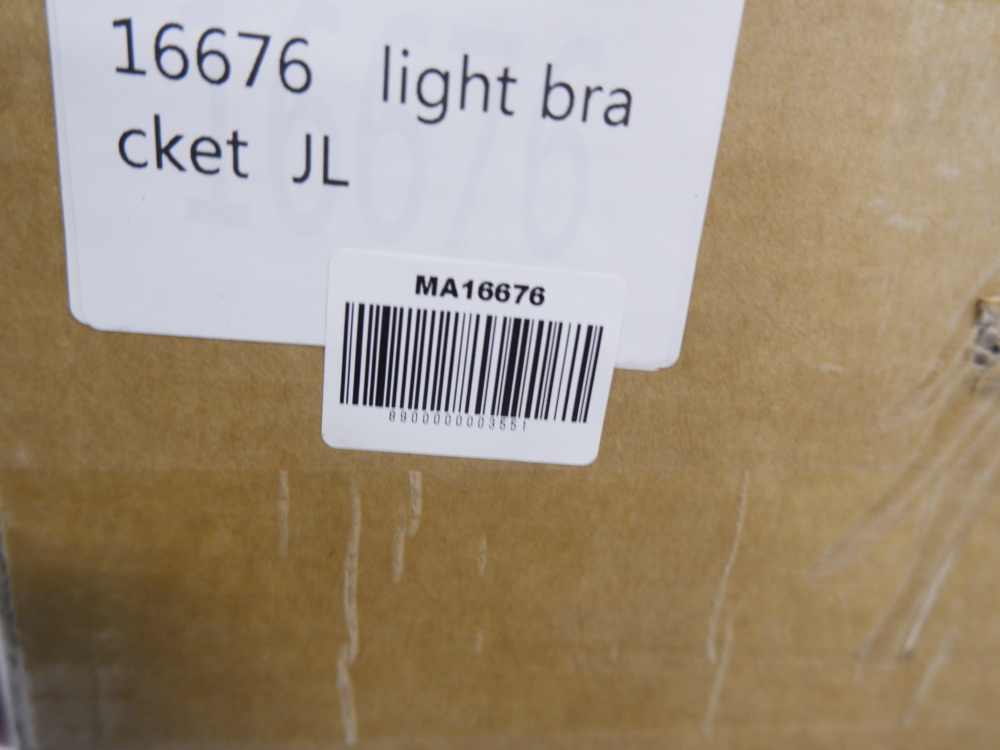 16676 light bra
cket JL
MA16676
8900000003551